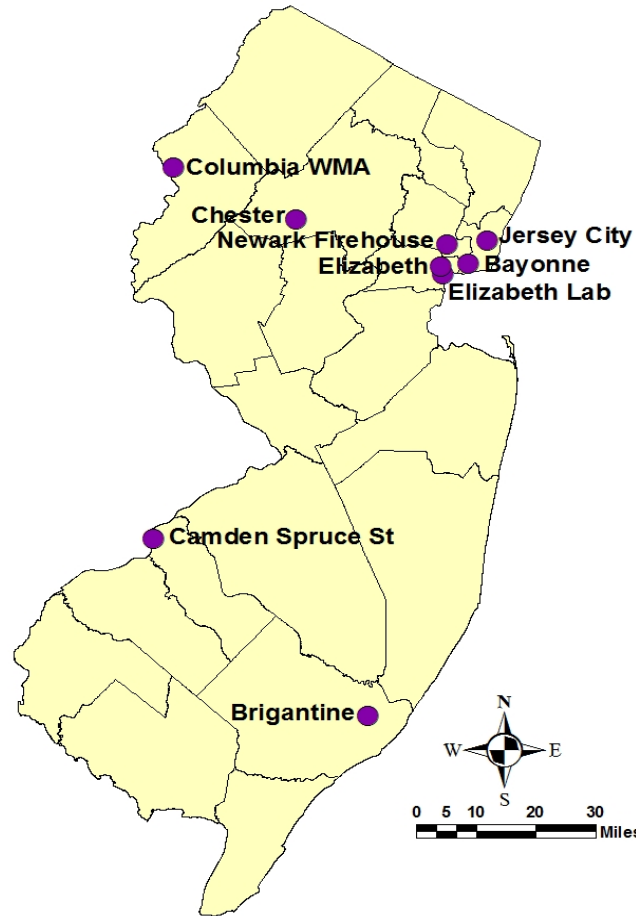 Columbia WMA
Chester
Newark Firehouse
Jersey City
Elizabeth
Bayonne
Elizabeth Lab
Camden Spruce St
Brigantine
N
W
E
S
0 5 10 20 30
Miles